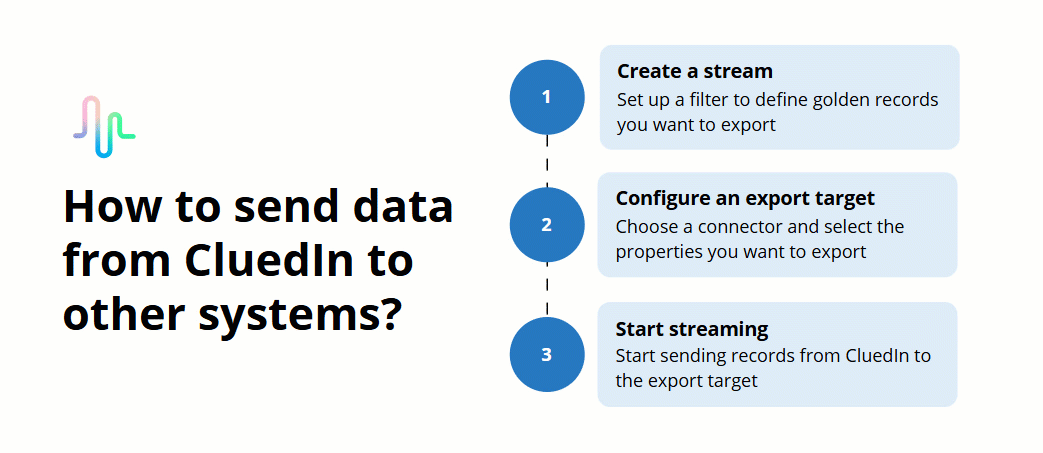 How to send data
from CluedIn to
other systems?
1
Create a stream
Set up a filter to define golden records
you want to export
2
Configure an export target
Choose a connector and select the
properties you want to export
3
Start streaming
Start sending records from CluedIn to
the export target